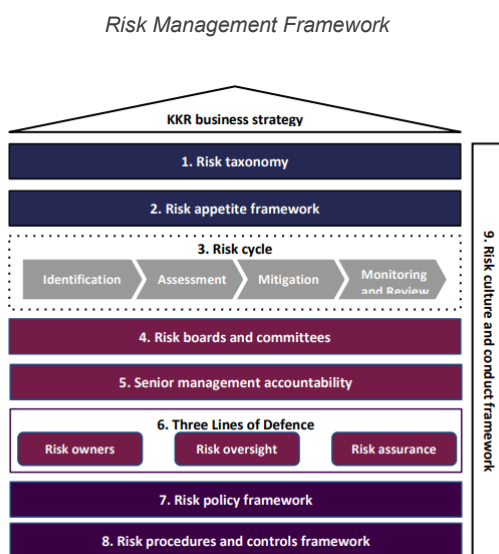 Risk Management Framework
KKR business strategy
1. Risk taxonomy
2. Risk appetite framework
3. Risk cycle
Identification
Assessment
Mitigation
Monitoring
and Review
4. Risk boards and committees
5. Senior management accountability
6. Three Lines of Defence
Risk owners
Risk oversight
Risk assurance
7. Risk policy framework
8. Risk procedures and controls framework
9. Risk culture and conduct framework